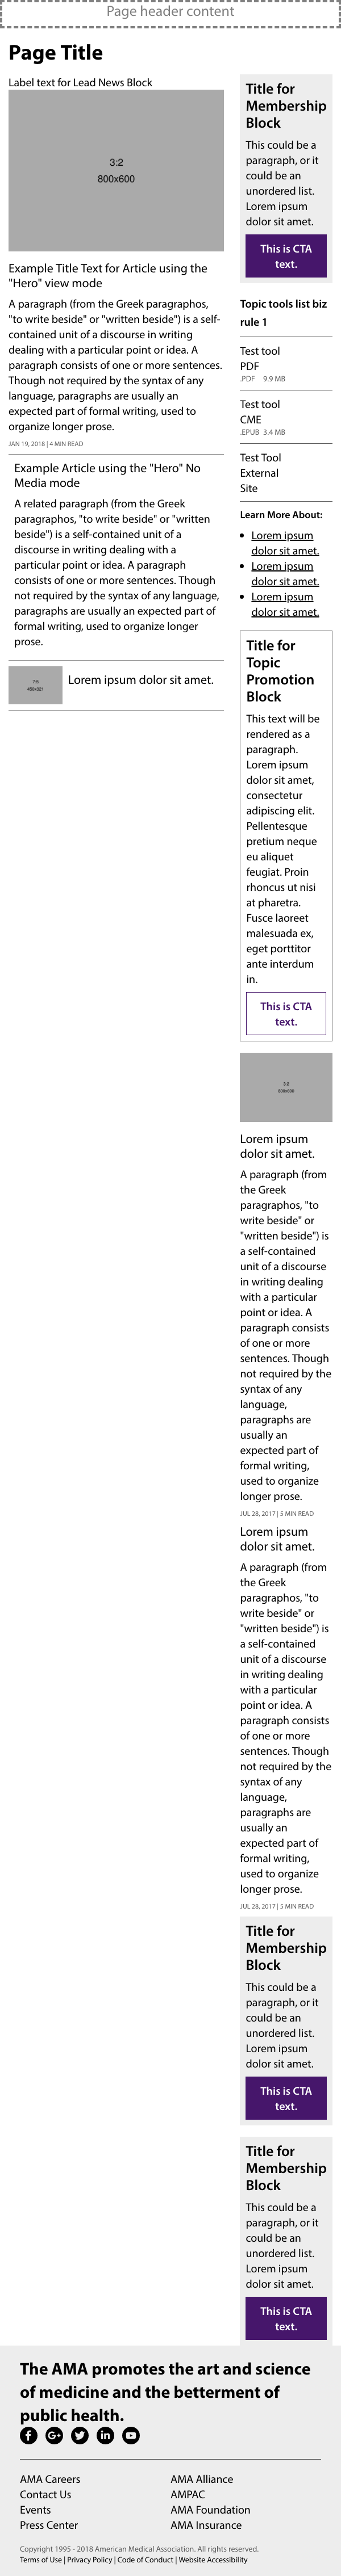 Page header content
Page Title
Label text for Lead News Block
3:2
800x600
Example Title Text for Article using the
"Hero" view mode
A paragraph (from the Greek paragraphos,
"to write beside" or "written beside") is a self-
contained unit of a discourse in writing
dealing with a particular point or idea. A
paragraph consists of one or more sentences.
Though not required by the syntax of any
language, paragraphs are usually an
expected part of formal writing, used to
organize longer prose.
JAN 19, 2018 | 4 MIN READ
Example Article using the "Hero" No
Media mode
A related paragraph (from the Greek
paragraphos, "to write beside" or "written
beside") is a self-contained unit of a
discourse in writing dealing with a
particular point or idea. A paragraph
consists of one or more sentences. Though
not required by the syntax of any language,
paragraphs are usually an expected part of
formal writing, used to organize longer
prose.
7:5
450x321
Lorem ipsum dolor sit amet.
Title for
Membership
Block
This could be a
paragraph, or it
could be an
unordered list.
Lorem ipsum
dolor sit amet.
This is CTA
text.
Topic tools list biz
rule 1
Test tool
PDF
.PDF 9.9 MB
Test tool
CME
.EPUB 3.4 MB
Test Tool
External
Site
Learn More About:
Lorem ipsum
dolor sit amet.
Lorem ipsum
dolor sit amet.
Lorem ipsum
dolor sit amet.
Title for
Topic
Promotion
Block
This text will be
rendered as a
paragraph.
Lorem ipsum
dolor sit amet,
consectetur
adipiscing elit.
Pellentesque
pretium neque
eu aliquet
feugiat. Proin
rhoncus ut nisi
at pharetra.
Fusce laoreet
malesuada ex,
eget porttitor
ante interdum
in.
This is CTA
text.
3:2
800x600
Lorem ipsum
dolor sit amet.
A paragraph (from
the Greek
paragraphos, "to
write beside" or
"written beside") is
a self-contained
unit of a discourse
in writing dealing
with a particular
point or idea. A
paragraph consists
of one or more
sentences. Though
not required by the
syntax of any
language,
paragraphs are
usually an
expected part of
formal writing,
used to organize
longer prose.
JUL 28, 2017 | 5 MIN READ
Lorem ipsum
dolor sit amet.
A paragraph (from
the Greek
paragraphos, "to
write beside" or
"written beside") is
a self-contained
unit of a discourse
in writing dealing
with a particular
point or idea. A
paragraph consists
of one or more
sentences. Though
not required by the
syntax of any
language,
paragraphs are
usually an
expected part of
formal writing,
used to organize
longer prose.
JUL 28, 2017 | 5 MIN READ
Title for
Membership
Block
This could be a
paragraph, or it
could be an
unordered list.
Lorem ipsum
dolor sit amet.
This is CTA
text.
Title for
Membership
Block
This could be a
paragraph, or it
could be an
unordered list.
Lorem ipsum
dolor sit amet.
This is CTA
text.
The AMA promotes the art and science
of medicine and the betterment of
public health.
AMA Careers
Contact Us
Events
Press Center
AMA Alliance
AMPAC
AMA Foundation
AMA Insurance
Copyright 1995 - 2018 American Medical Association. All rights reserved.
Terms of Use | Privacy Policy | Code of Conduct | Website Accessibility